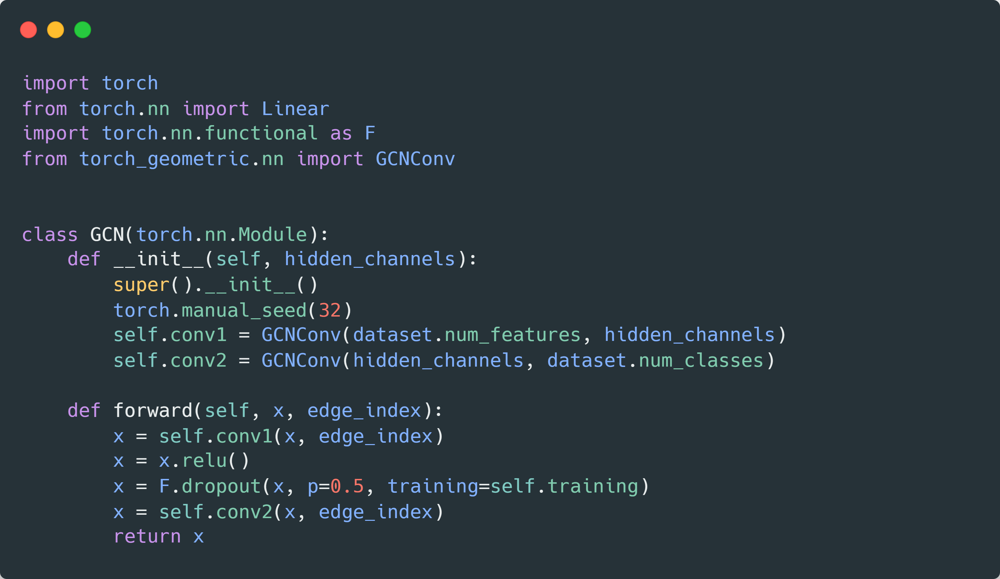 import torch
from torch.nn import Linear
import torch.nn.functional as F
from torch_geometric.nn import GCNConv
class GCN(torch.nn.Module):
    def __init__(self, hidden_channels):
        super().__init__()
        torch.manual_seed(32)
        self.conv1 = GCNConv(dataset.num_features, hidden_channels)
        self.conv2 = GCNConv(hidden_channels, dataset.num_classes)
    def forward(self, x, edge_index):
        x = self.conv1(x, edge_index)
        x = x.relu()
        x = F.dropout(x, p=0.5, training=self.training)
        x = self.conv2(x, edge_index)
        return x